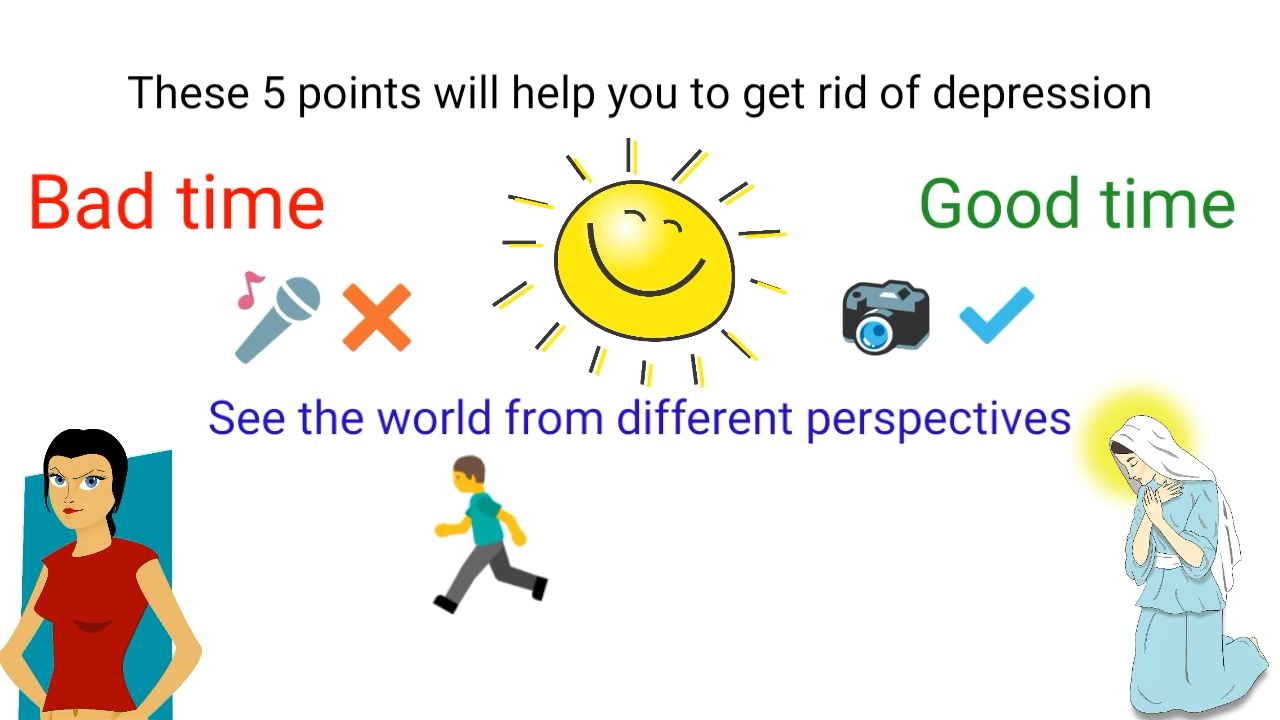 These 5 points will help you to get rid of depression
Bad time
Good time
See the world from different perspectives